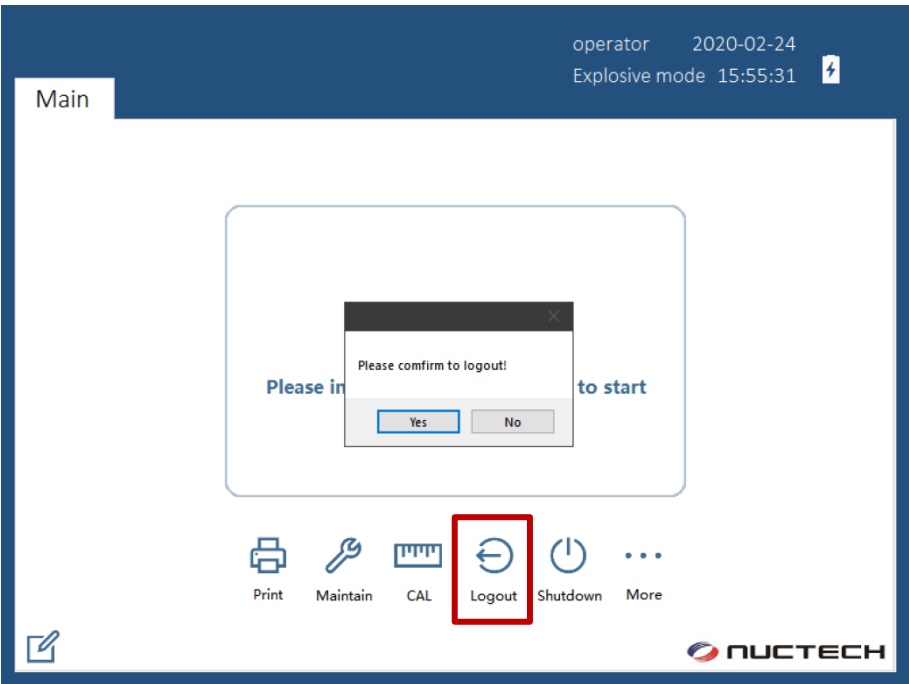 operator 2020-02-24
Explosive mode 15:55:31
Main
Please comfirm to logout!
Please in to start
Yes No
Print Maintain CAL Logout Shutdown More
NUCTECH